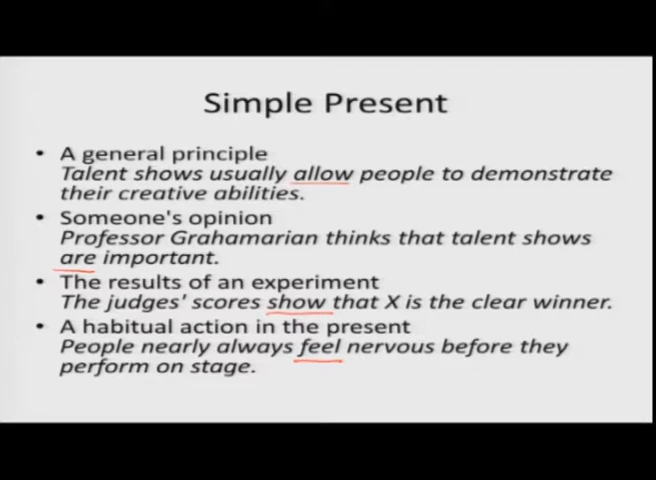 Simple Present
• A general principle
Talent shows usually allow people to demonstrate
their creative abilities.
• Someone's opinion
Professor Grahamarian thinks that talent shows
are important.
• The results of an experiment
The judges' scores show that X is the clear winner.
• A habitual action in the present
People nearly always feel nervous before they
perform on stage.